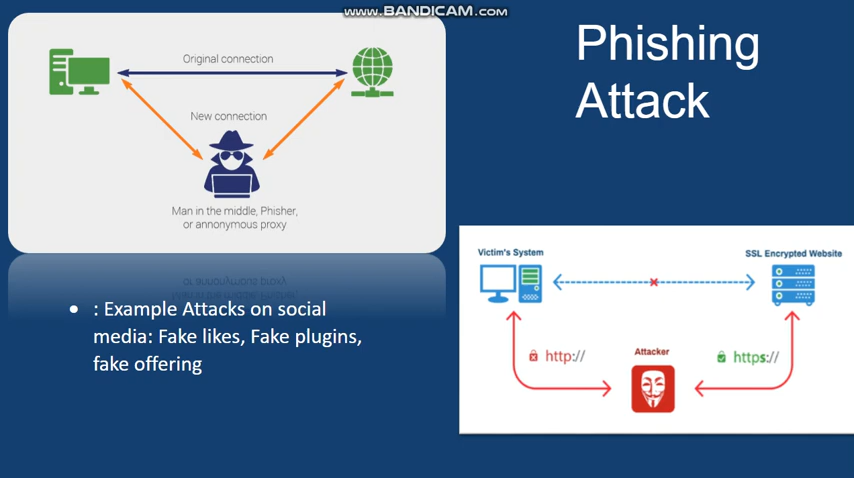 www.BANDICAM.com
Phishing
Attack
Original connection
New connection
Man in the middle, Phisher,
or annonymous proxy
: Example Attacks on social
media: Fake likes, Fake plugins,
fake offering
Victim's System
SSL Encrypted Website
http://
Attacker
https://